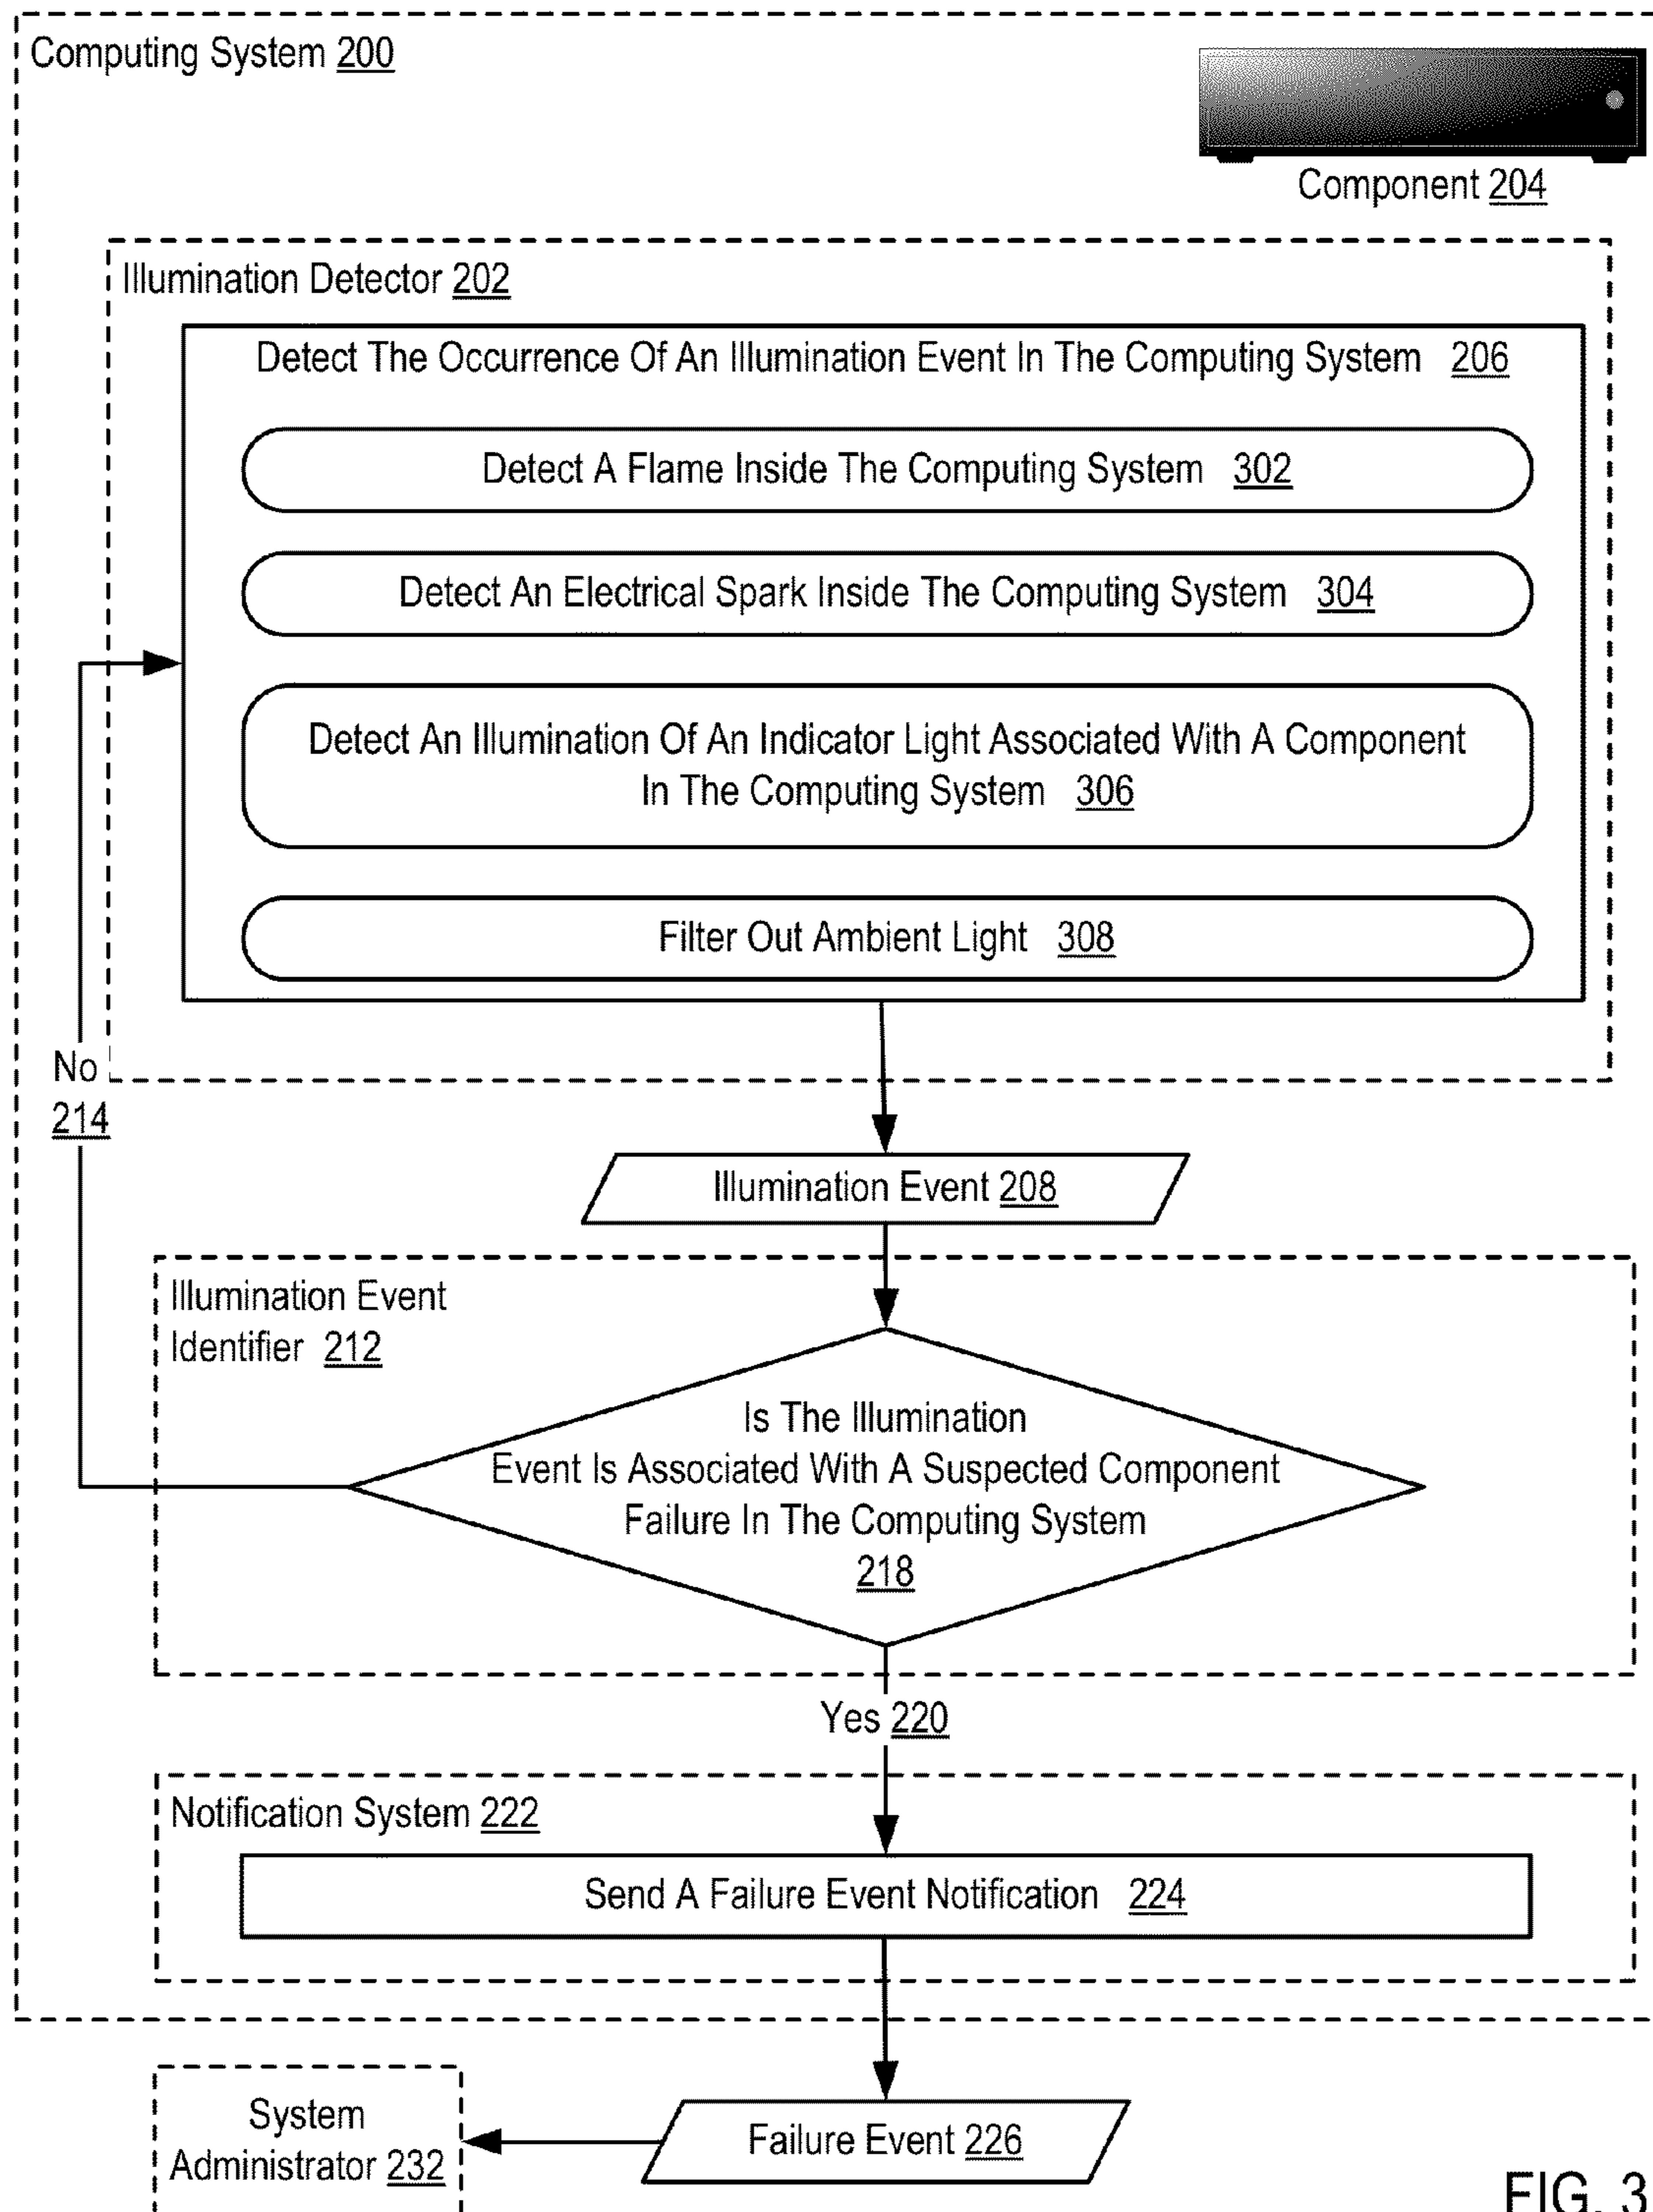 Computing System 200
Component 204
Illumination Detector 202
Detect The Occurrence Of An Illumination Event In The Computing System 206
Detect A Flame Inside The Computing System 302
Detect An Electrical Spark Inside The Computing System 304
Detect An Illumination Of An Indicator Light Associated With A Component
In The Computing System 306
Filter Out Ambient Light 308
No
214
Illumination Event 208
Illumination Event
Identifier 212
Is The Illumination
Event Is Associated With A Suspected Component
Failure In The Computing System
218
Yes 220
Notification System 222
Send A Failure Event Notification 224
System
Administrator 232
Failure Event 226
FIG. 3